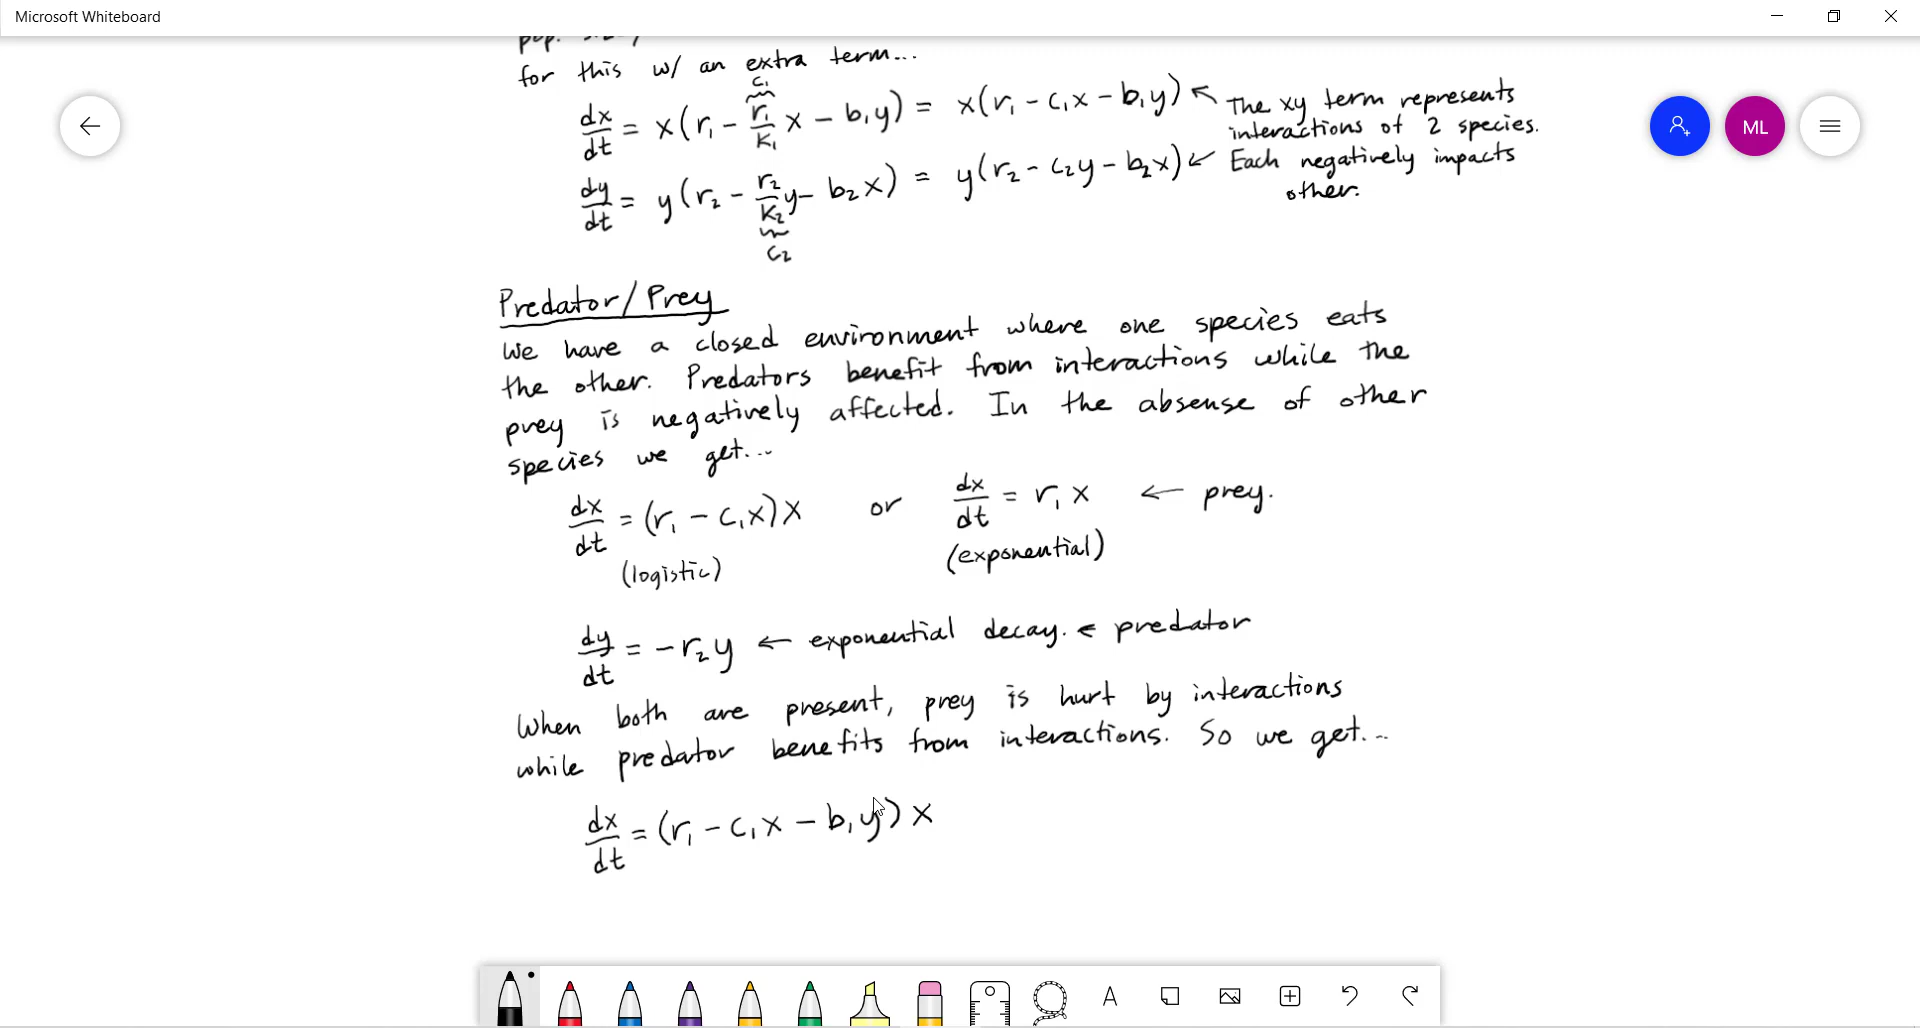 Microsoft Whiteboard
pop. size,
for this w/ an extra term...
c₁
dx/dt = x(r₁ - r₁/K₁ x - b₁y) = x(r₁ - c₁x - b₁y) ← The xy term represents
interactions of 2 species.
dy/dt = y(r₂ - r₂/K₂ y - b₂x) = y(r₂ - c₂y - b₂x) ← Each negatively impacts
other.
c₂
ML
Predator/Prey
We have a closed environment where one species eats
the other. Predators benefit from interactions while the
prey is negatively affected. In the absense of other
species we get...
dx/dt = (r₁ - c₁x)x or dx/dt = r₁x ← prey.
(logistic) (exponential)
dy/dt = -r₂y ← exponential decay. ← predator
When both are present, prey is hurt by interactions
while predator benefits from interactions. So we get...
dx/dt = (r₁ - c₁x - b₁y)x
A